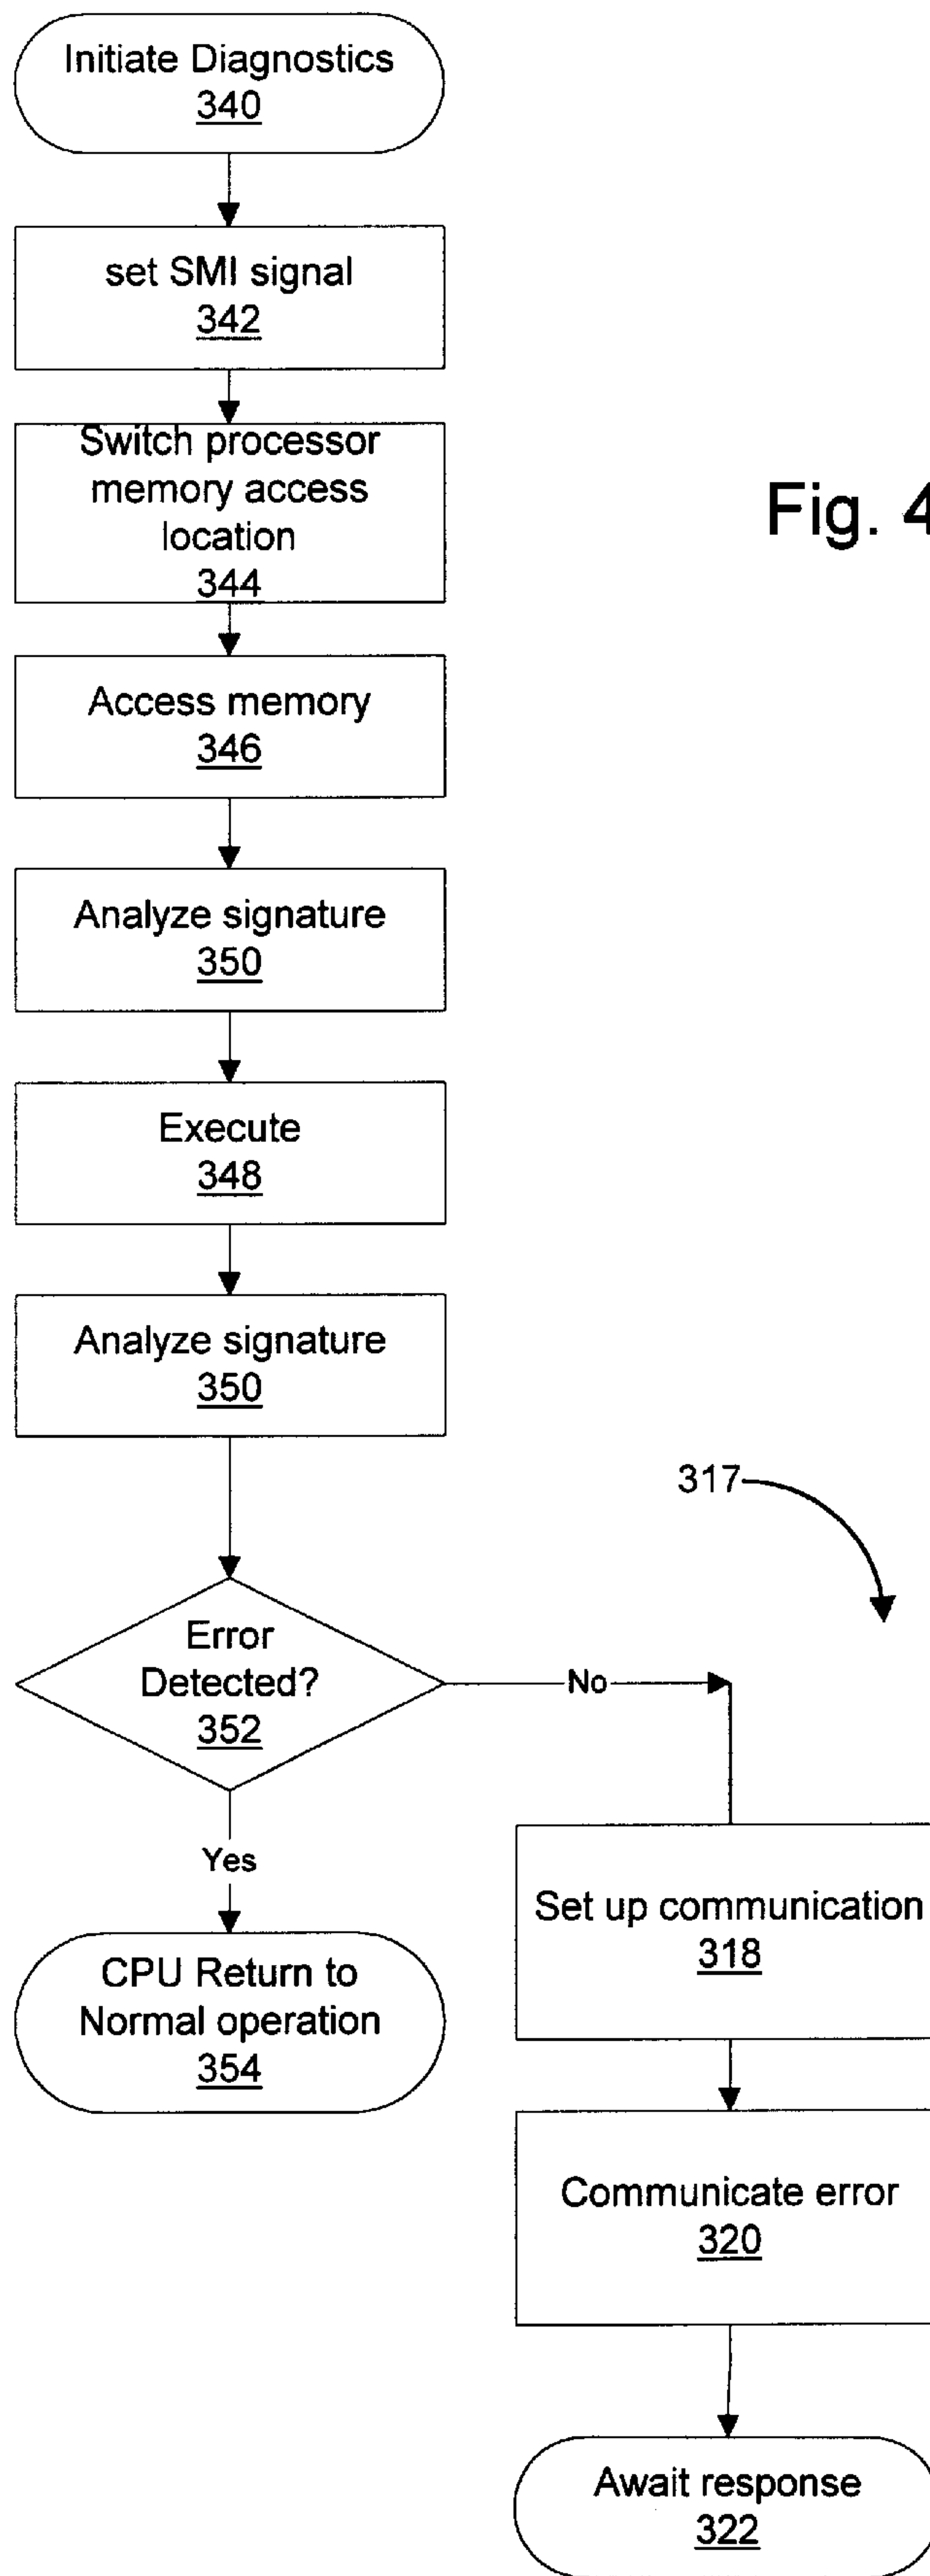 Initiate Diagnostics
340
set SMI signal
342
Switch processor
memory access
location
344
Fig. 4
Access memory
346
Analyze signature
350
Execute
348
Analyze signature
350
317
Error
Detected?
352
No
Yes
Set up communication
318
CPU Return to
Normal operation
354
Communicate error
320
Await response
322